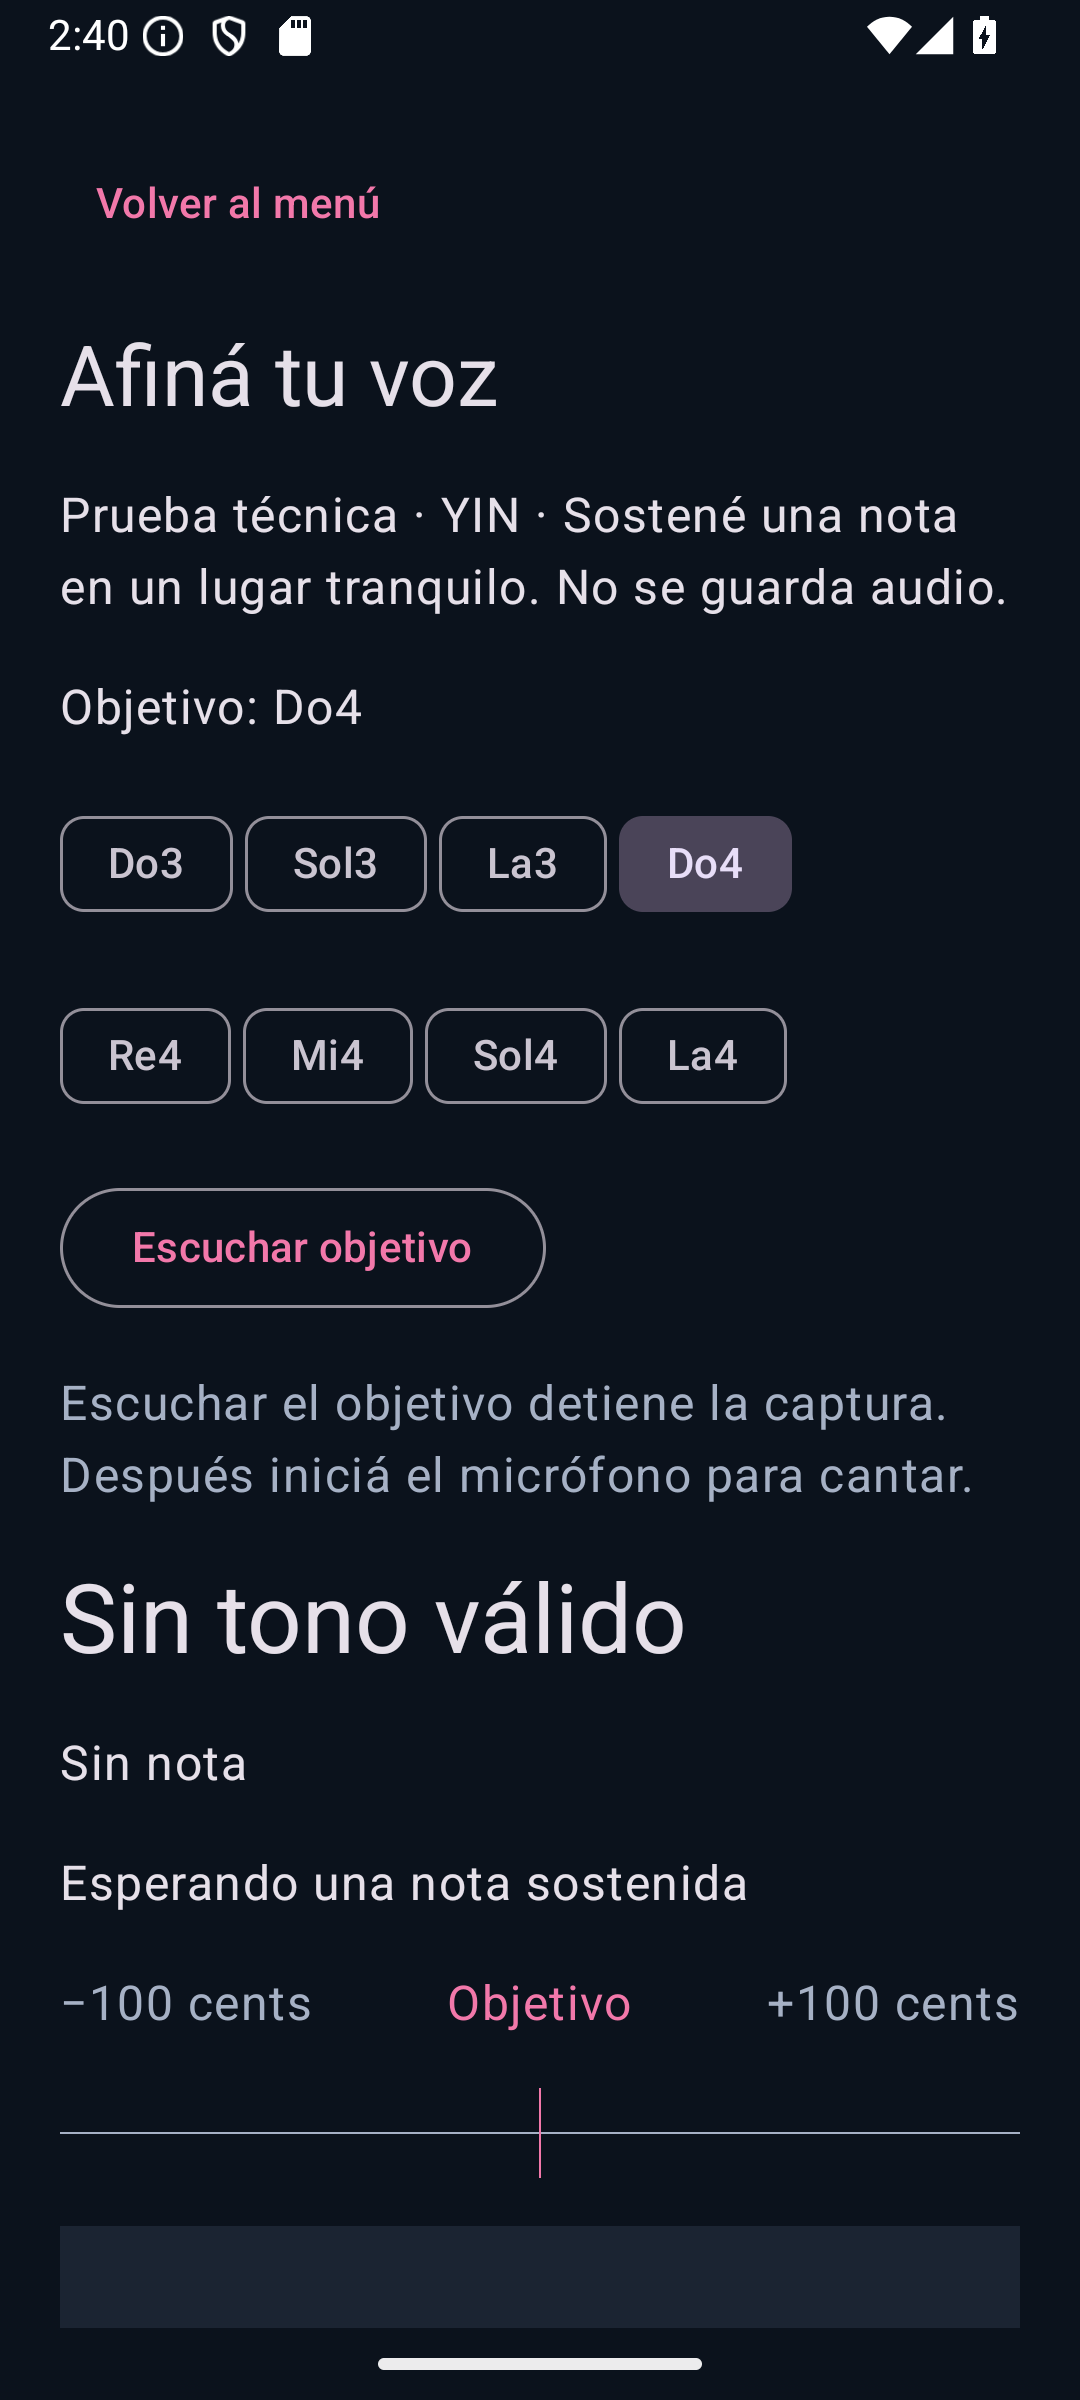 2:40
Volver al menú
Afiná tu voz
Prueba técnica · YIN · Sostené una nota
en un lugar tranquilo. No se guarda audio.
Objetivo: Do4
Do3 Sol3 La3 Do4
Re4 Mi4 Sol4 La4
Escuchar objetivo
Escuchar el objetivo detiene la captura.
Después iniciá el micrófono para cantar.
Sin tono válido
Sin nota
Esperando una nota sostenida
−100 cents Objetivo +100 cents